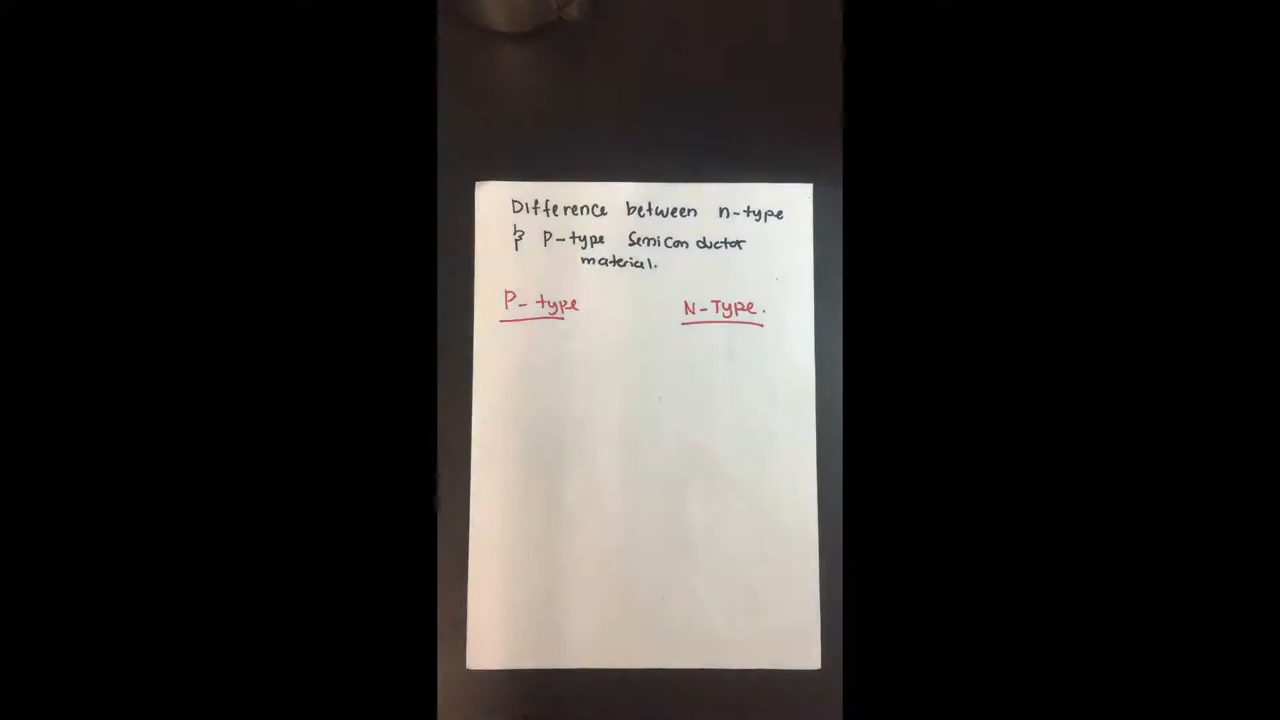 Difference between n-type
& P-type Semiconductor
material.
P-type N-Type.